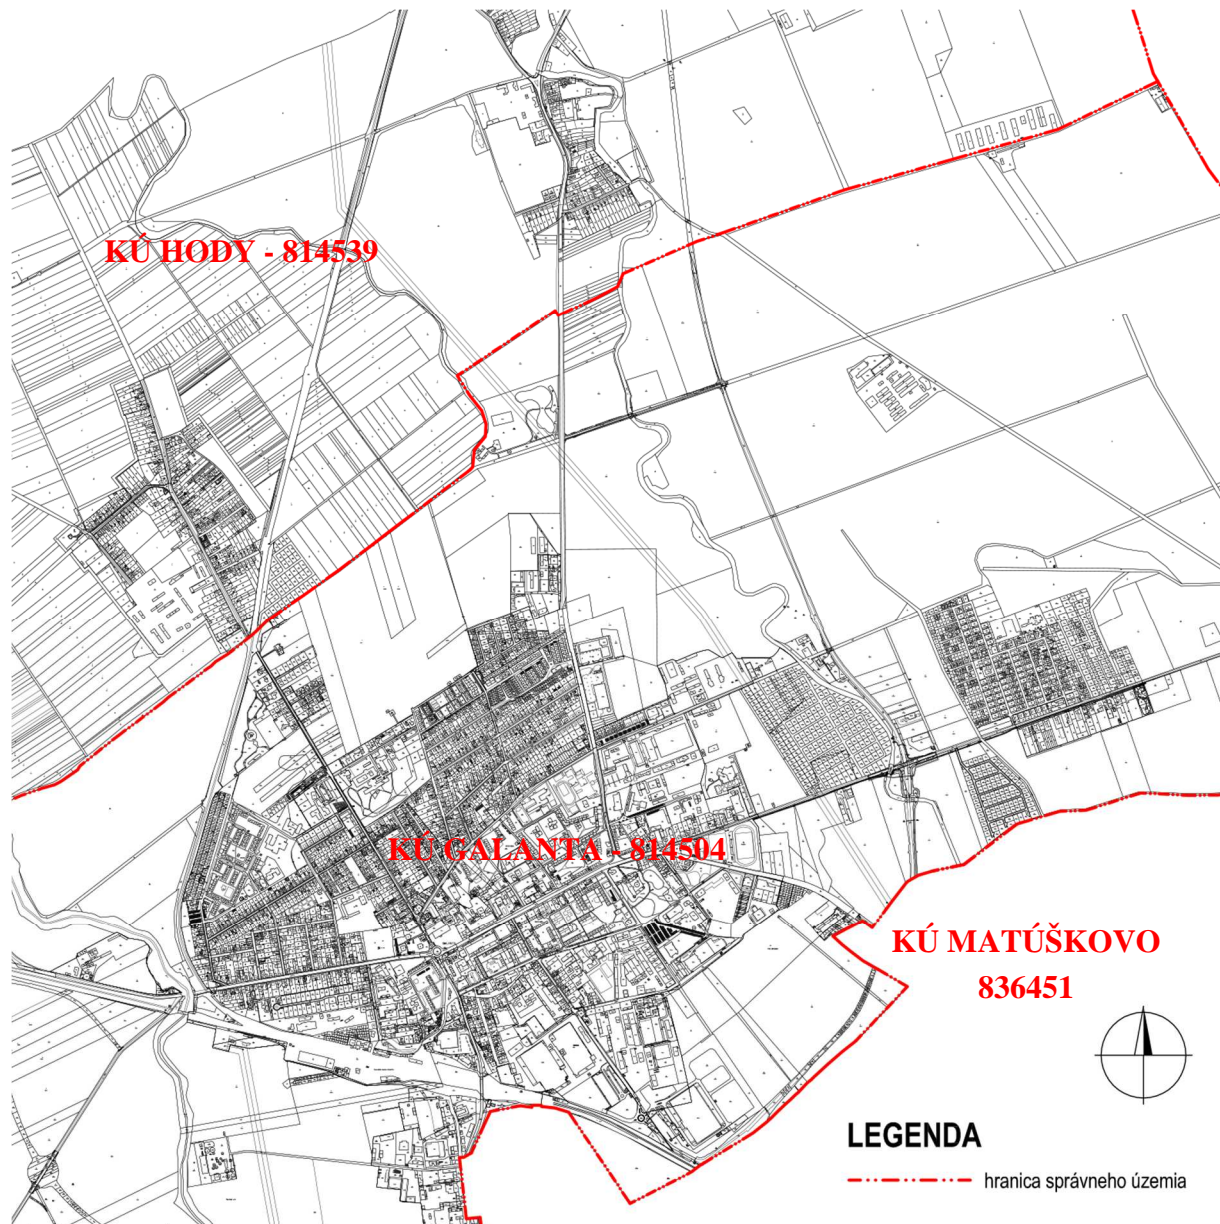 KÚ HODY - 814539
KÚ GALANTA - 814504
KÚ MATÚŠKOVO
836451
LEGENDA
hranica správneho územia